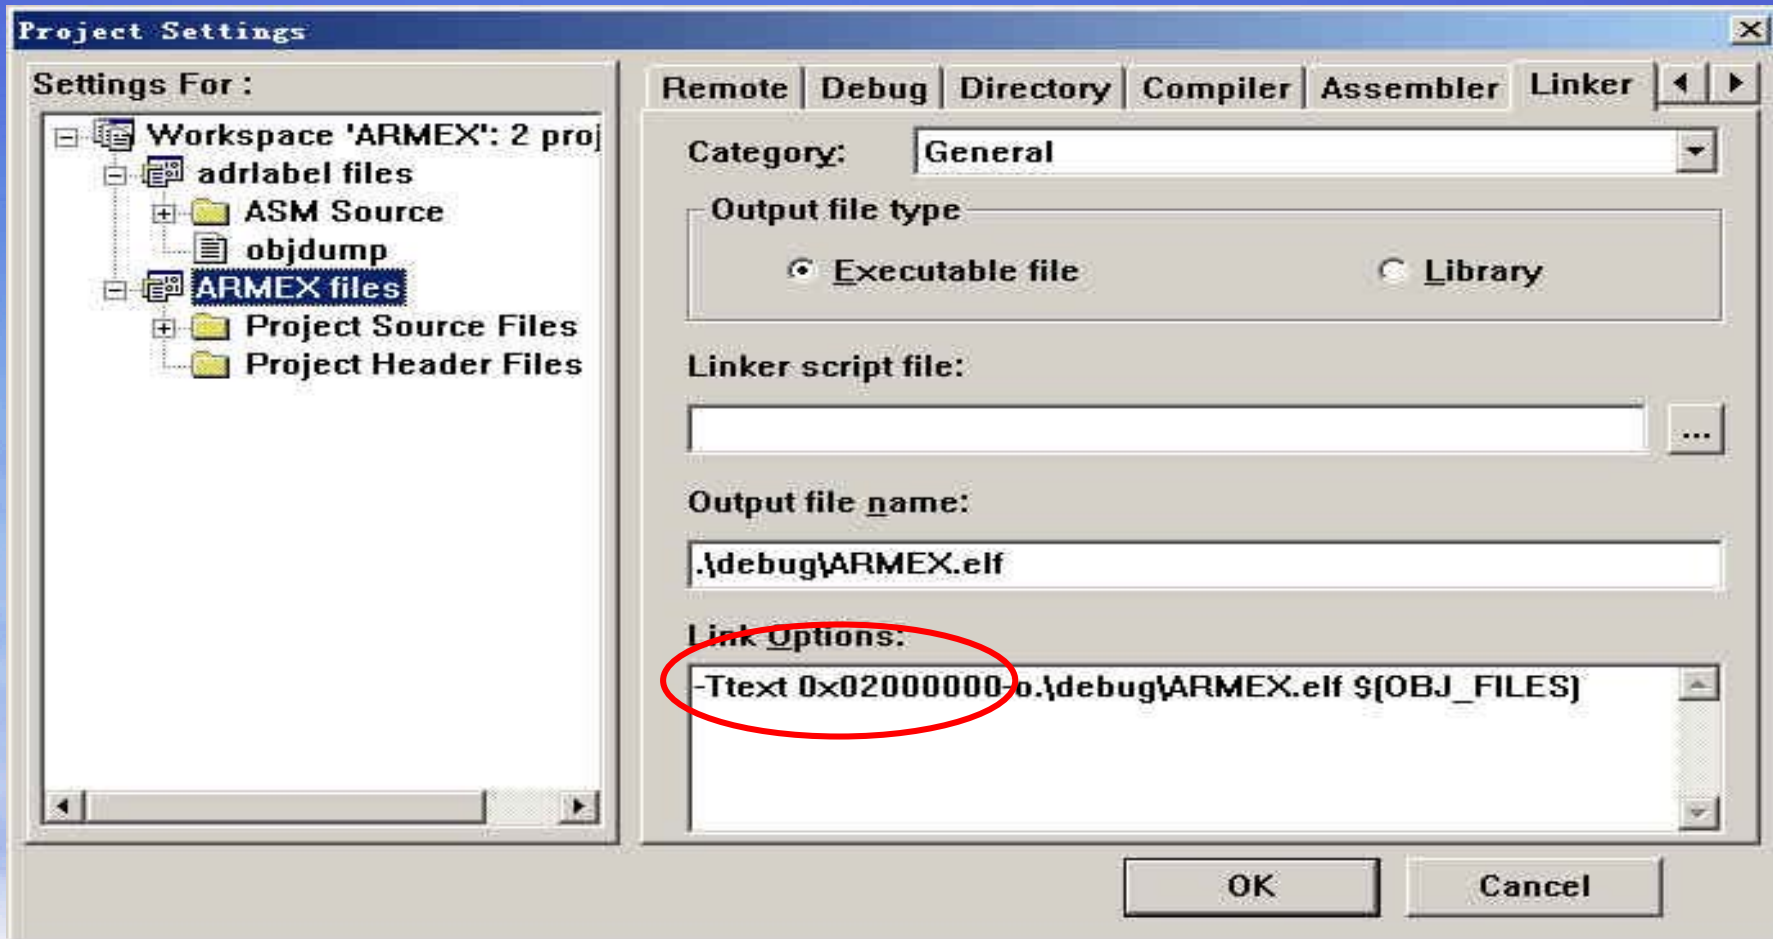 Project Settings
Settings For :
Workspace 'ARMEX': 2 proj
adrlabel files
ASM Source
objdump
ARMEX files
Project Source Files
Project Header Files
Remote Debug Directory Compiler Assembler Linker
Category: General
Output file type
Executable file Library
Linker script file:
...
Output file name:
.\debug\ARMEX.elf
Link Options:
-Ttext 0x02000000-o.\debug\ARMEX.elf $(OBJ_FILES)
OK Cancel